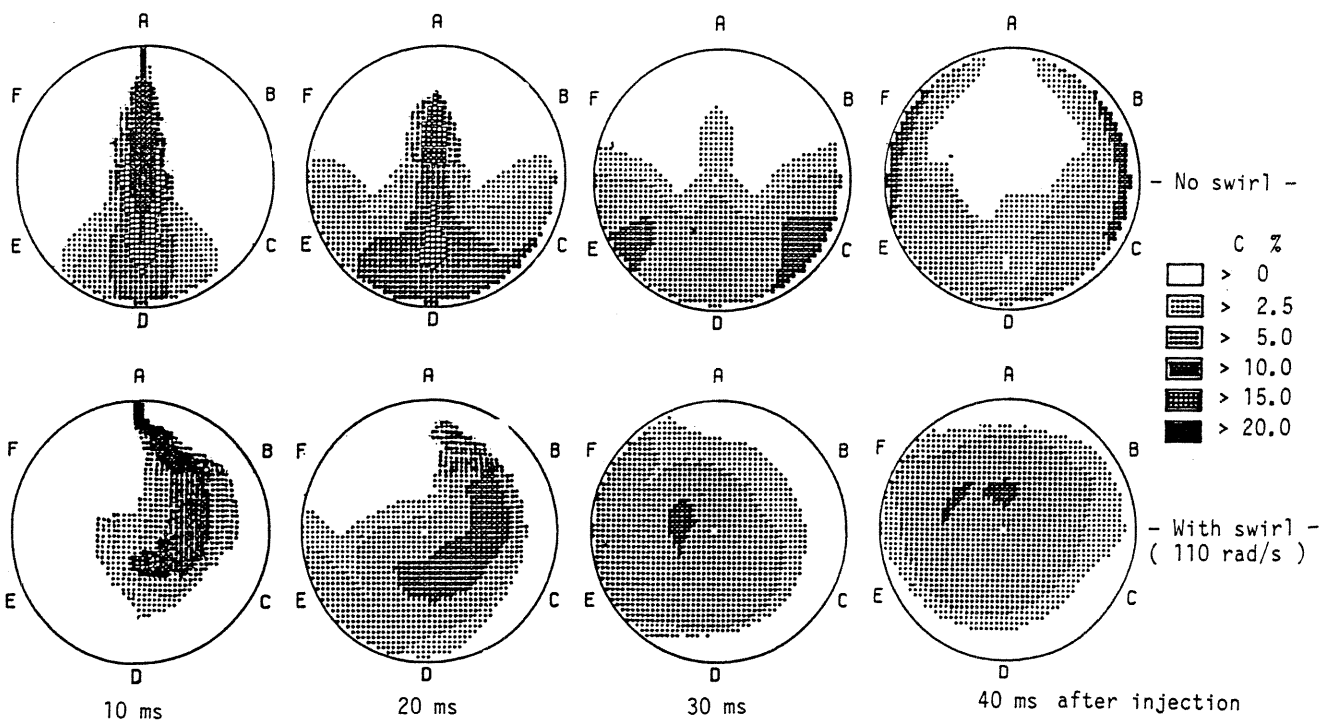 A A A A
F B F B F B F B
E C E C E C E C
D D D D
- No swirl -
C %
> 0
> 2.5
> 5.0
> 10.0
> 15.0
> 20.0
A A A A
F B F B F B F B
E C E C E C E C
D D D D
- With swirl -
( 110 rad/s )
10 ms 20 ms 30 ms 40 ms after injection